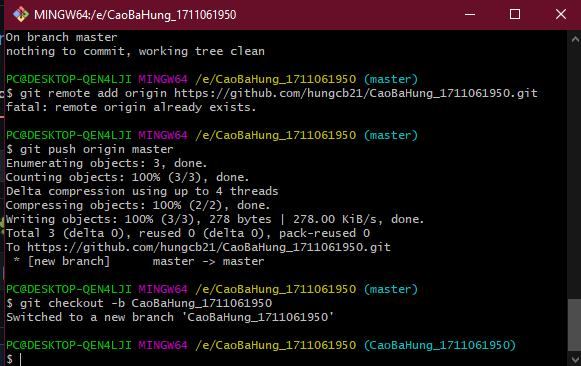 MINGW64:/e/CaoBaHung_1711061950
On branch master
nothing to commit, working tree clean
PC@DESKTOP-QEN4LJI MINGW64 /e/CaoBaHung_1711061950 (master)
$ git remote add origin https://github.com/hungcb21/CaoBaHung_1711061950.git
fatal: remote origin already exists.
PC@DESKTOP-QEN4LJI MINGW64 /e/CaoBaHung_1711061950 (master)
$ git push origin master
Enumerating objects: 3, done.
Counting objects: 100% (3/3), done.
Delta compression using up to 4 threads
Compressing objects: 100% (2/2), done.
Writing objects: 100% (3/3), 278 bytes | 278.00 KiB/s, done.
Total 3 (delta 0), reused 0 (delta 0), pack-reused 0
To https://github.com/hungcb21/CaoBaHung_1711061950.git
 * [new branch]      master -> master
PC@DESKTOP-QEN4LJI MINGW64 /e/CaoBaHung_1711061950 (master)
$ git checkout -b CaoBaHung_1711061950
Switched to a new branch 'CaoBaHung_1711061950'
PC@DESKTOP-QEN4LJI MINGW64 /e/CaoBaHung_1711061950 (CaoBaHung_1711061950)
$